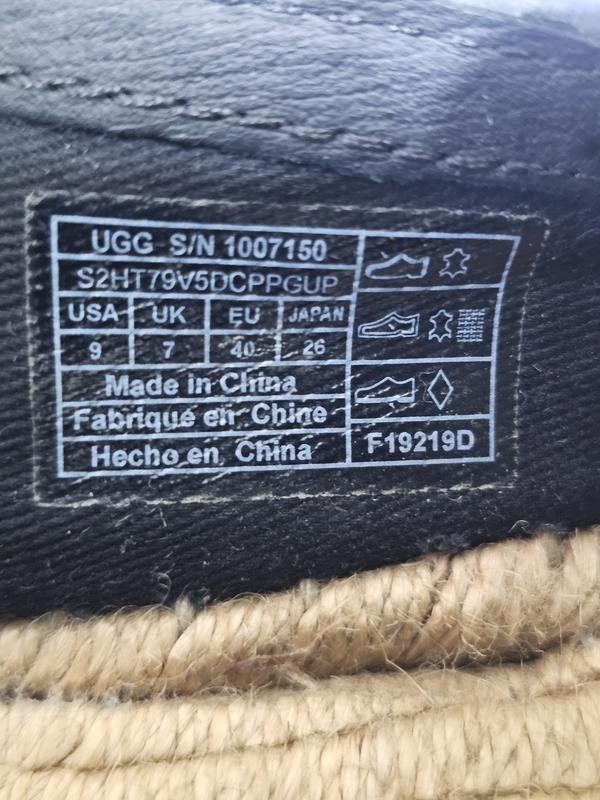 UGG S/N 1007150
S2HT79V5DCPPGUP
USA UK EU JAPAN
9 7 40 26
Made in China
Fabriqué en Chine
Hecho en China
F19219D